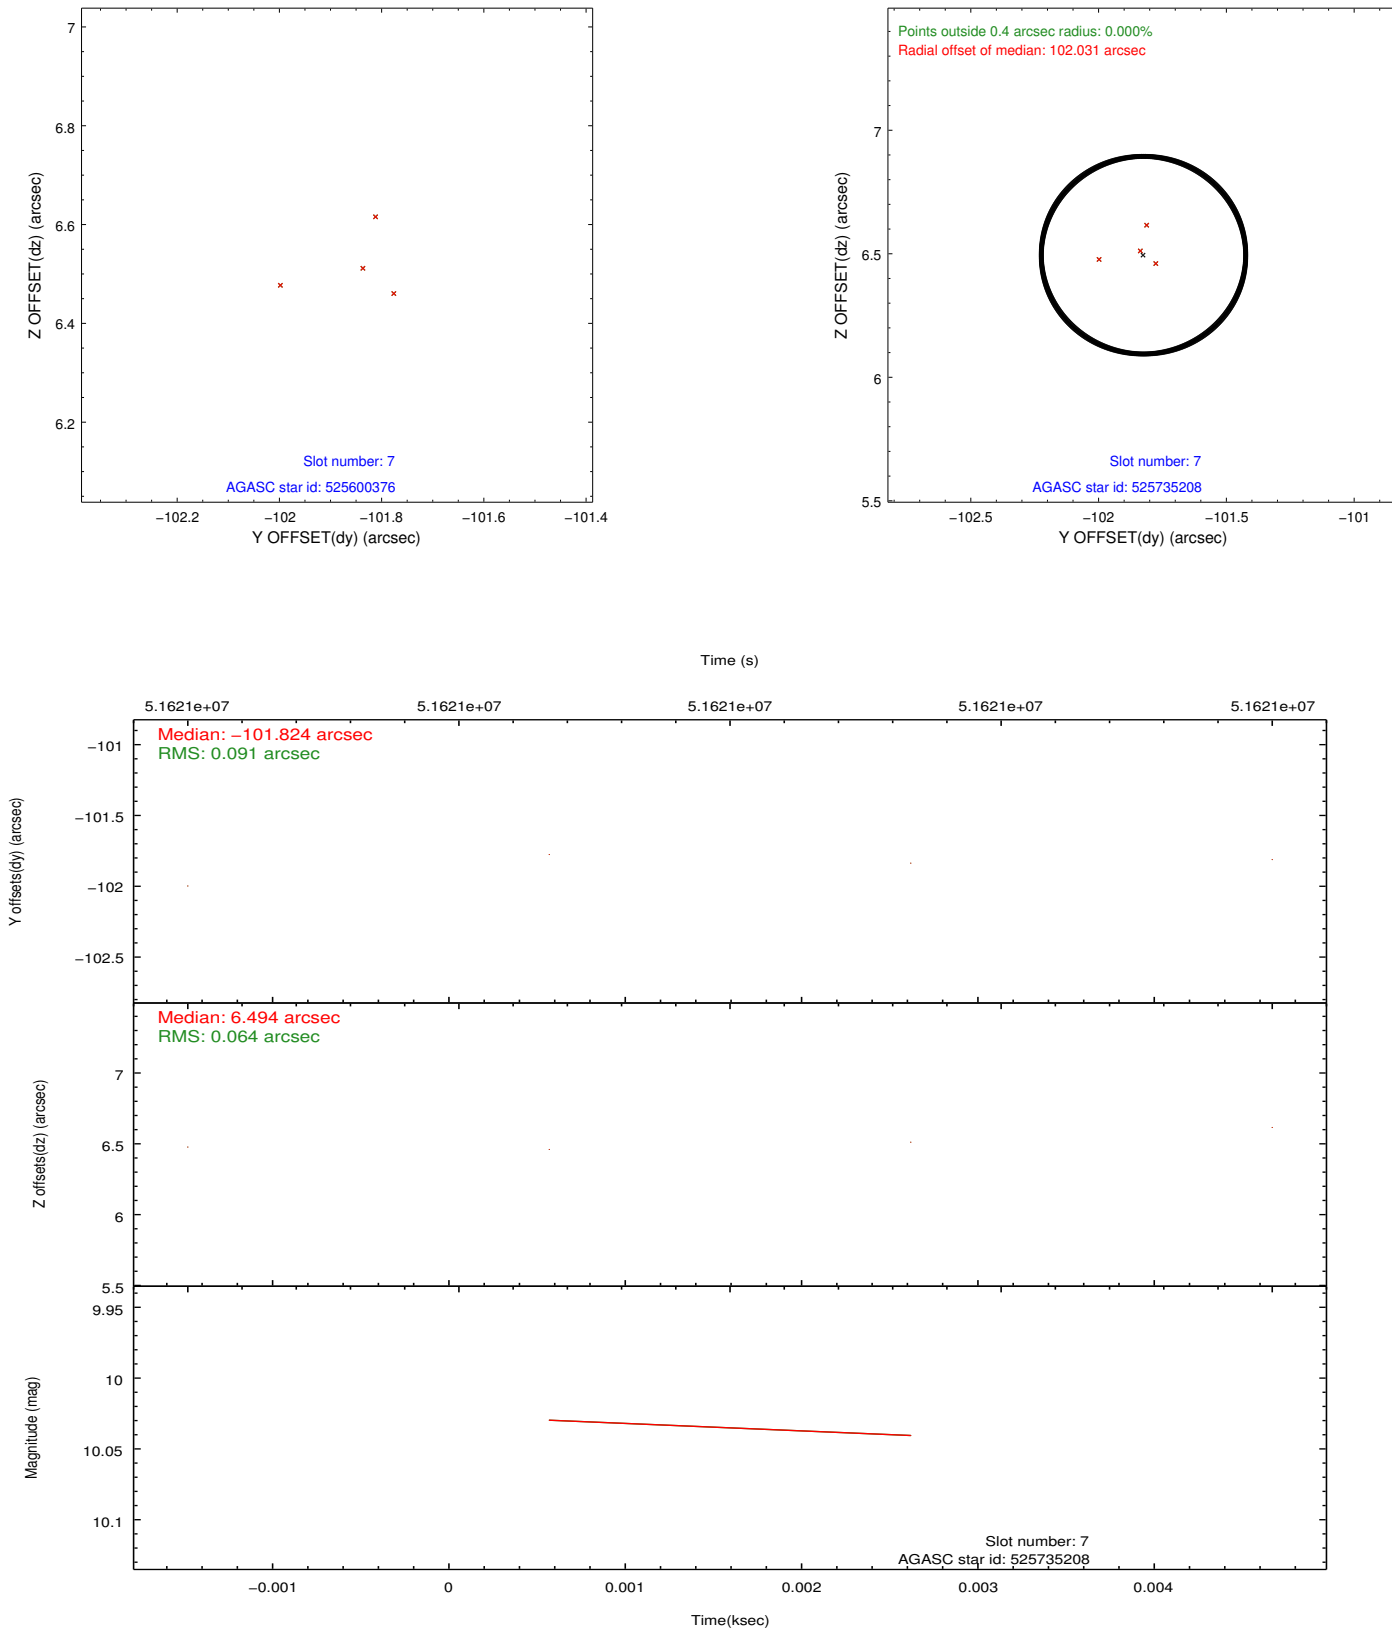 7
6.8
6.6
6.4
6.2
Z OFFSET(dz) (arcsec)
Slot number: 7
AGASC star id: 525600376
−102.2 −102 −101.8 −101.6 −101.4
Y OFFSET(dy) (arcsec)
Points outside 0.4 arcsec radius: 0.000%
Radial offset of median: 102.031 arcsec
7
6.5
6
5.5
Z OFFSET(dz) (arcsec)
Slot number: 7
AGASC star id: 525735208
−102.5 −102 −101.5 −101
Y OFFSET(dy) (arcsec)
Time (s)
5.1621e+07 5.1621e+07 5.1621e+07 5.1621e+07 5.1621e+07
Median: −101.824 arcsec
RMS: 0.091 arcsec
−101
−101.5
−102
−102.5
Y offsets(dy) (arcsec)
Median: 6.494 arcsec
RMS: 0.064 arcsec
7
6.5
6
5.5
Z offsets(dz) (arcsec)
9.95
10
10.05
10.1
Magnitude (mag)
Slot number: 7
AGASC star id: 525735208
−0.001 0 0.001 0.002 0.003 0.004
Time(ksec)